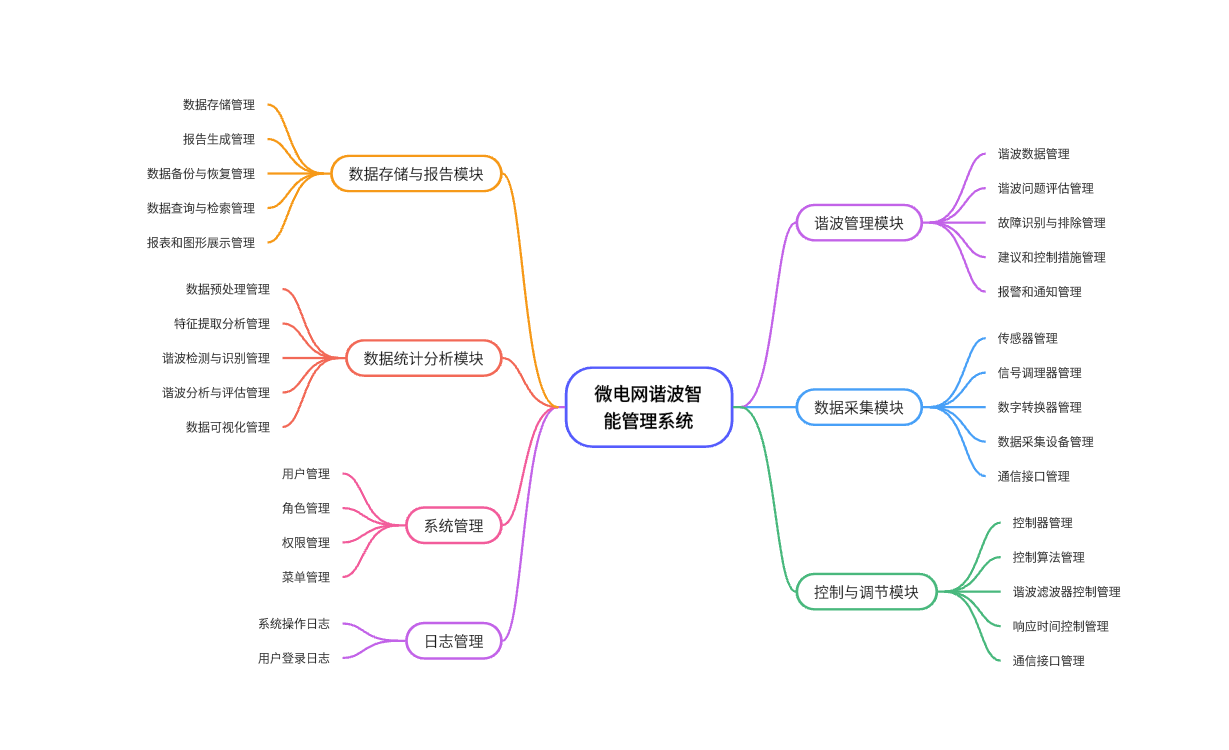 微电网谐波智
能管理系统
数据存储与报告模块
数据存储管理
报告生成管理
数据备份与恢复管理
数据查询与检索管理
报表和图形展示管理
数据统计分析模块
数据预处理管理
特征提取分析管理
谐波检测与识别管理
谐波分析与评估管理
数据可视化管理
系统管理
用户管理
角色管理
权限管理
菜单管理
日志管理
系统操作日志
用户登录日志
谐波管理模块
谐波数据管理
谐波问题评估管理
故障识别与排除管理
建议和控制措施管理
报警和通知管理
数据采集模块
传感器管理
信号调理器管理
数字转换器管理
数据采集设备管理
通信接口管理
控制与调节模块
控制器管理
控制算法管理
谐波滤波器控制管理
响应时间控制管理
通信接口管理